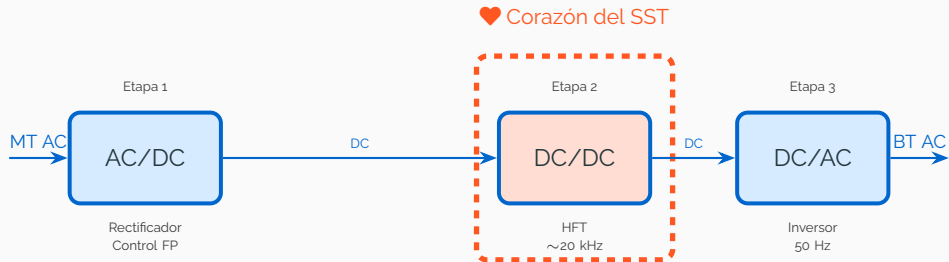 Corazón del SST
Etapa 1
Etapa 2
Etapa 3
MT AC
AC/DC
DC
DC/DC
DC
DC/AC
BT AC
Rectificador
Control FP
HFT
~20 kHz
Inversor
50 Hz